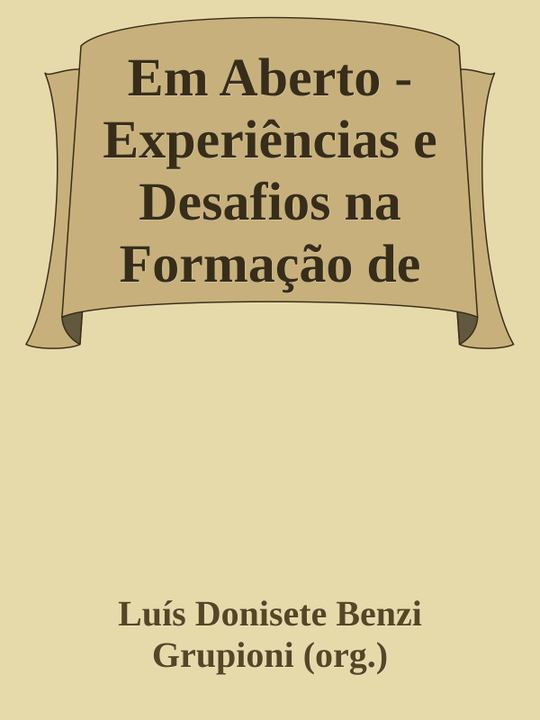 Em Aberto -
Experiências e
Desafios na
Formação de
Luís Donisete Benzi
Grupioni (org.)